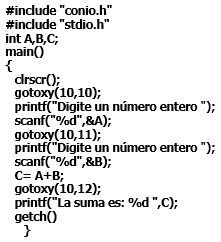 #include "conio.h"
#include "stdio.h"
int A,B,C;
main()
{
clrscr();
gotoxy(10,10);
printf("Digite un número entero ");
scanf("%d",&A);
gotoxy(10,11);
printf("Digite un número entero ");
scanf("%d",&B);
C= A+B;
gotoxy(10,12);
printf("La suma es: %d ",C);
getch()
}